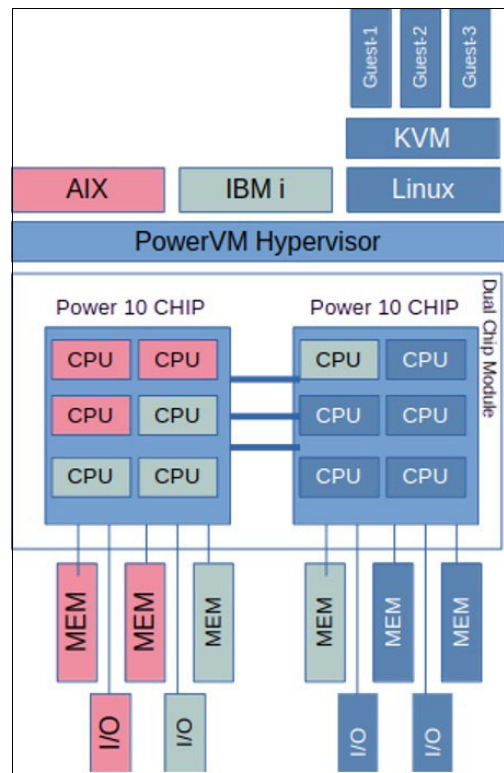 Guest-1
Guest-2
Guest-3
KVM
AIX
IBM i
Linux
PowerVM Hypervisor
Dual Chip Module
Power 10 CHIP
Power 10 CHIP
CPU
CPU
CPU
CPU
CPU
CPU
CPU
CPU
CPU
CPU
CPU
CPU
MEM
MEM
MEM
MEM
MEM
MEM
I/O
I/O
I/O
I/O